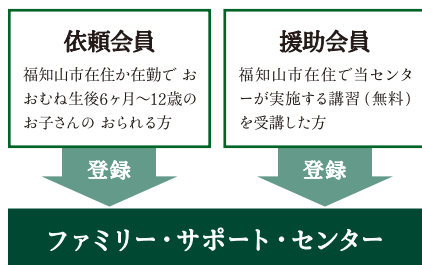 依頼会員
福知山市在住か在勤で お
おむね生後6ヶ月〜12歳の
お子さんの おられる方
援助会員
福知山市在住で当センタ
ーが実施する講習（無料）
を受講した方
登録
登録
ファミリー・サポート・センター